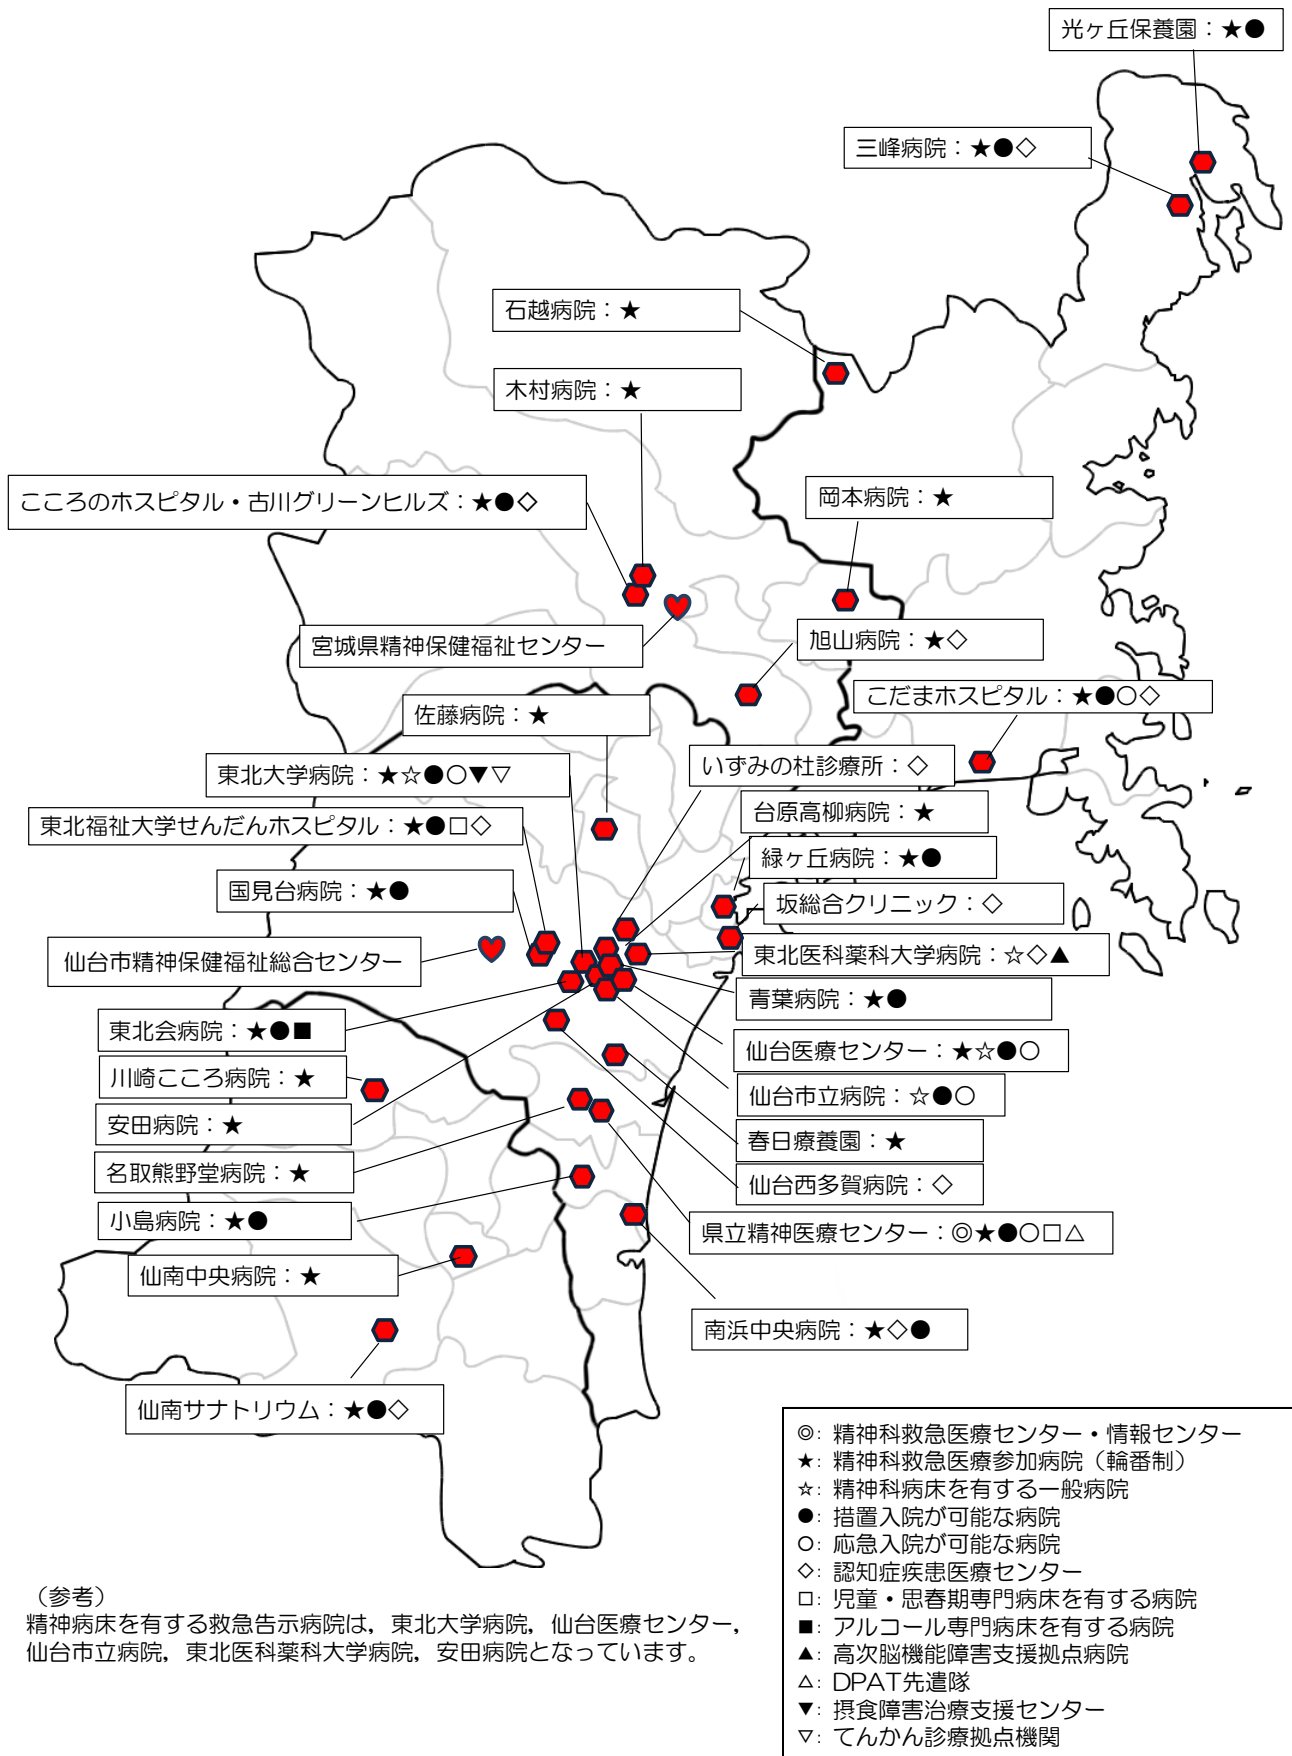 光ヶ丘保養園：★●
三峰病院：★●◇
石越病院：★
木村病院：★
こころのホスピタル・古川グリーンヒルズ：★●◇
岡本病院：★
宮城県精神保健福祉センター
旭山病院：★◇
こだまホスピタル：★●○◇
佐藤病院：★
東北大学病院：★☆●○▼▽
いずみの杜診療所：◇
台原高柳病院：★
東北福祉大学せんだんホスピタル：★●□◇
緑ヶ丘病院：★●
国見台病院：★●
坂総合クリニック：◇
仙台市精神保健福祉総合センター
東北医科薬科大学病院：☆◇▲
青葉病院：★●
東北会病院：★●■
仙台医療センター：★☆●○
川崎こころ病院：★
仙台市立病院：☆●○
安田病院：★
春日療養園：★
名取熊野堂病院：★
仙台西多賀病院：◇
小島病院：★●
県立精神医療センター：◎★●○□△
仙南中央病院：★
南浜中央病院：★◇●
仙南サナトリウム：★●◇
◎：精神科救急医療センター・情報センター
★：精神科救急医療参加病院（輪番制）
☆：精神科病床を有する一般病院
●：措置入院が可能な病院
○：応急入院が可能な病院
◇：認知症疾患医療センター
□：児童・思春期専門病床を有する病院
■：アルコール専門病床を有する病院
▲：高次脳機能障害支援拠点病院
△：DPAT先遣隊
▼：摂食障害治療支援センター
▽：てんかん診療拠点機関
（参考）
精神病床を有する救急告示病院は，東北大学病院，仙台医療センター，
仙台市立病院，東北医科薬科大学病院，安田病院となっています。